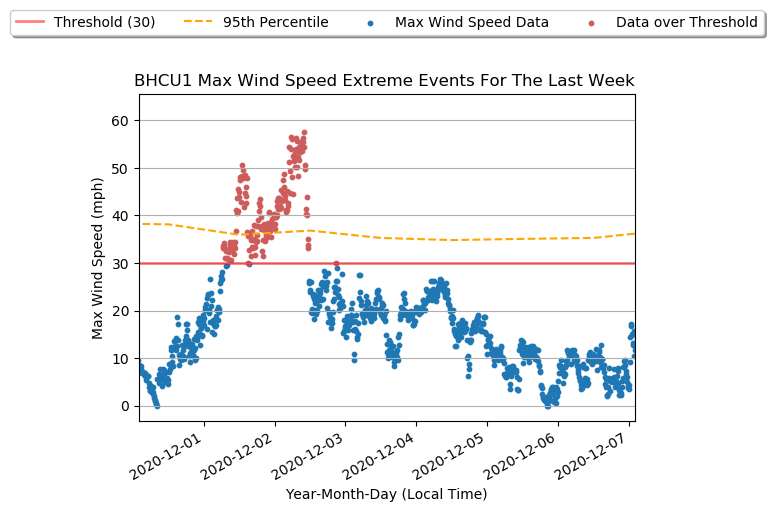 Threshold (30) 95th Percentile Max Wind Speed Data Data over Threshold
BHCU1 Max Wind Speed Extreme Events For The Last Week
60
50
40
30
20
10
0
Max Wind Speed (mph)
2020-12-01 2020-12-02 2020-12-03 2020-12-04 2020-12-05 2020-12-06 2020-12-07
Year-Month-Day (Local Time)